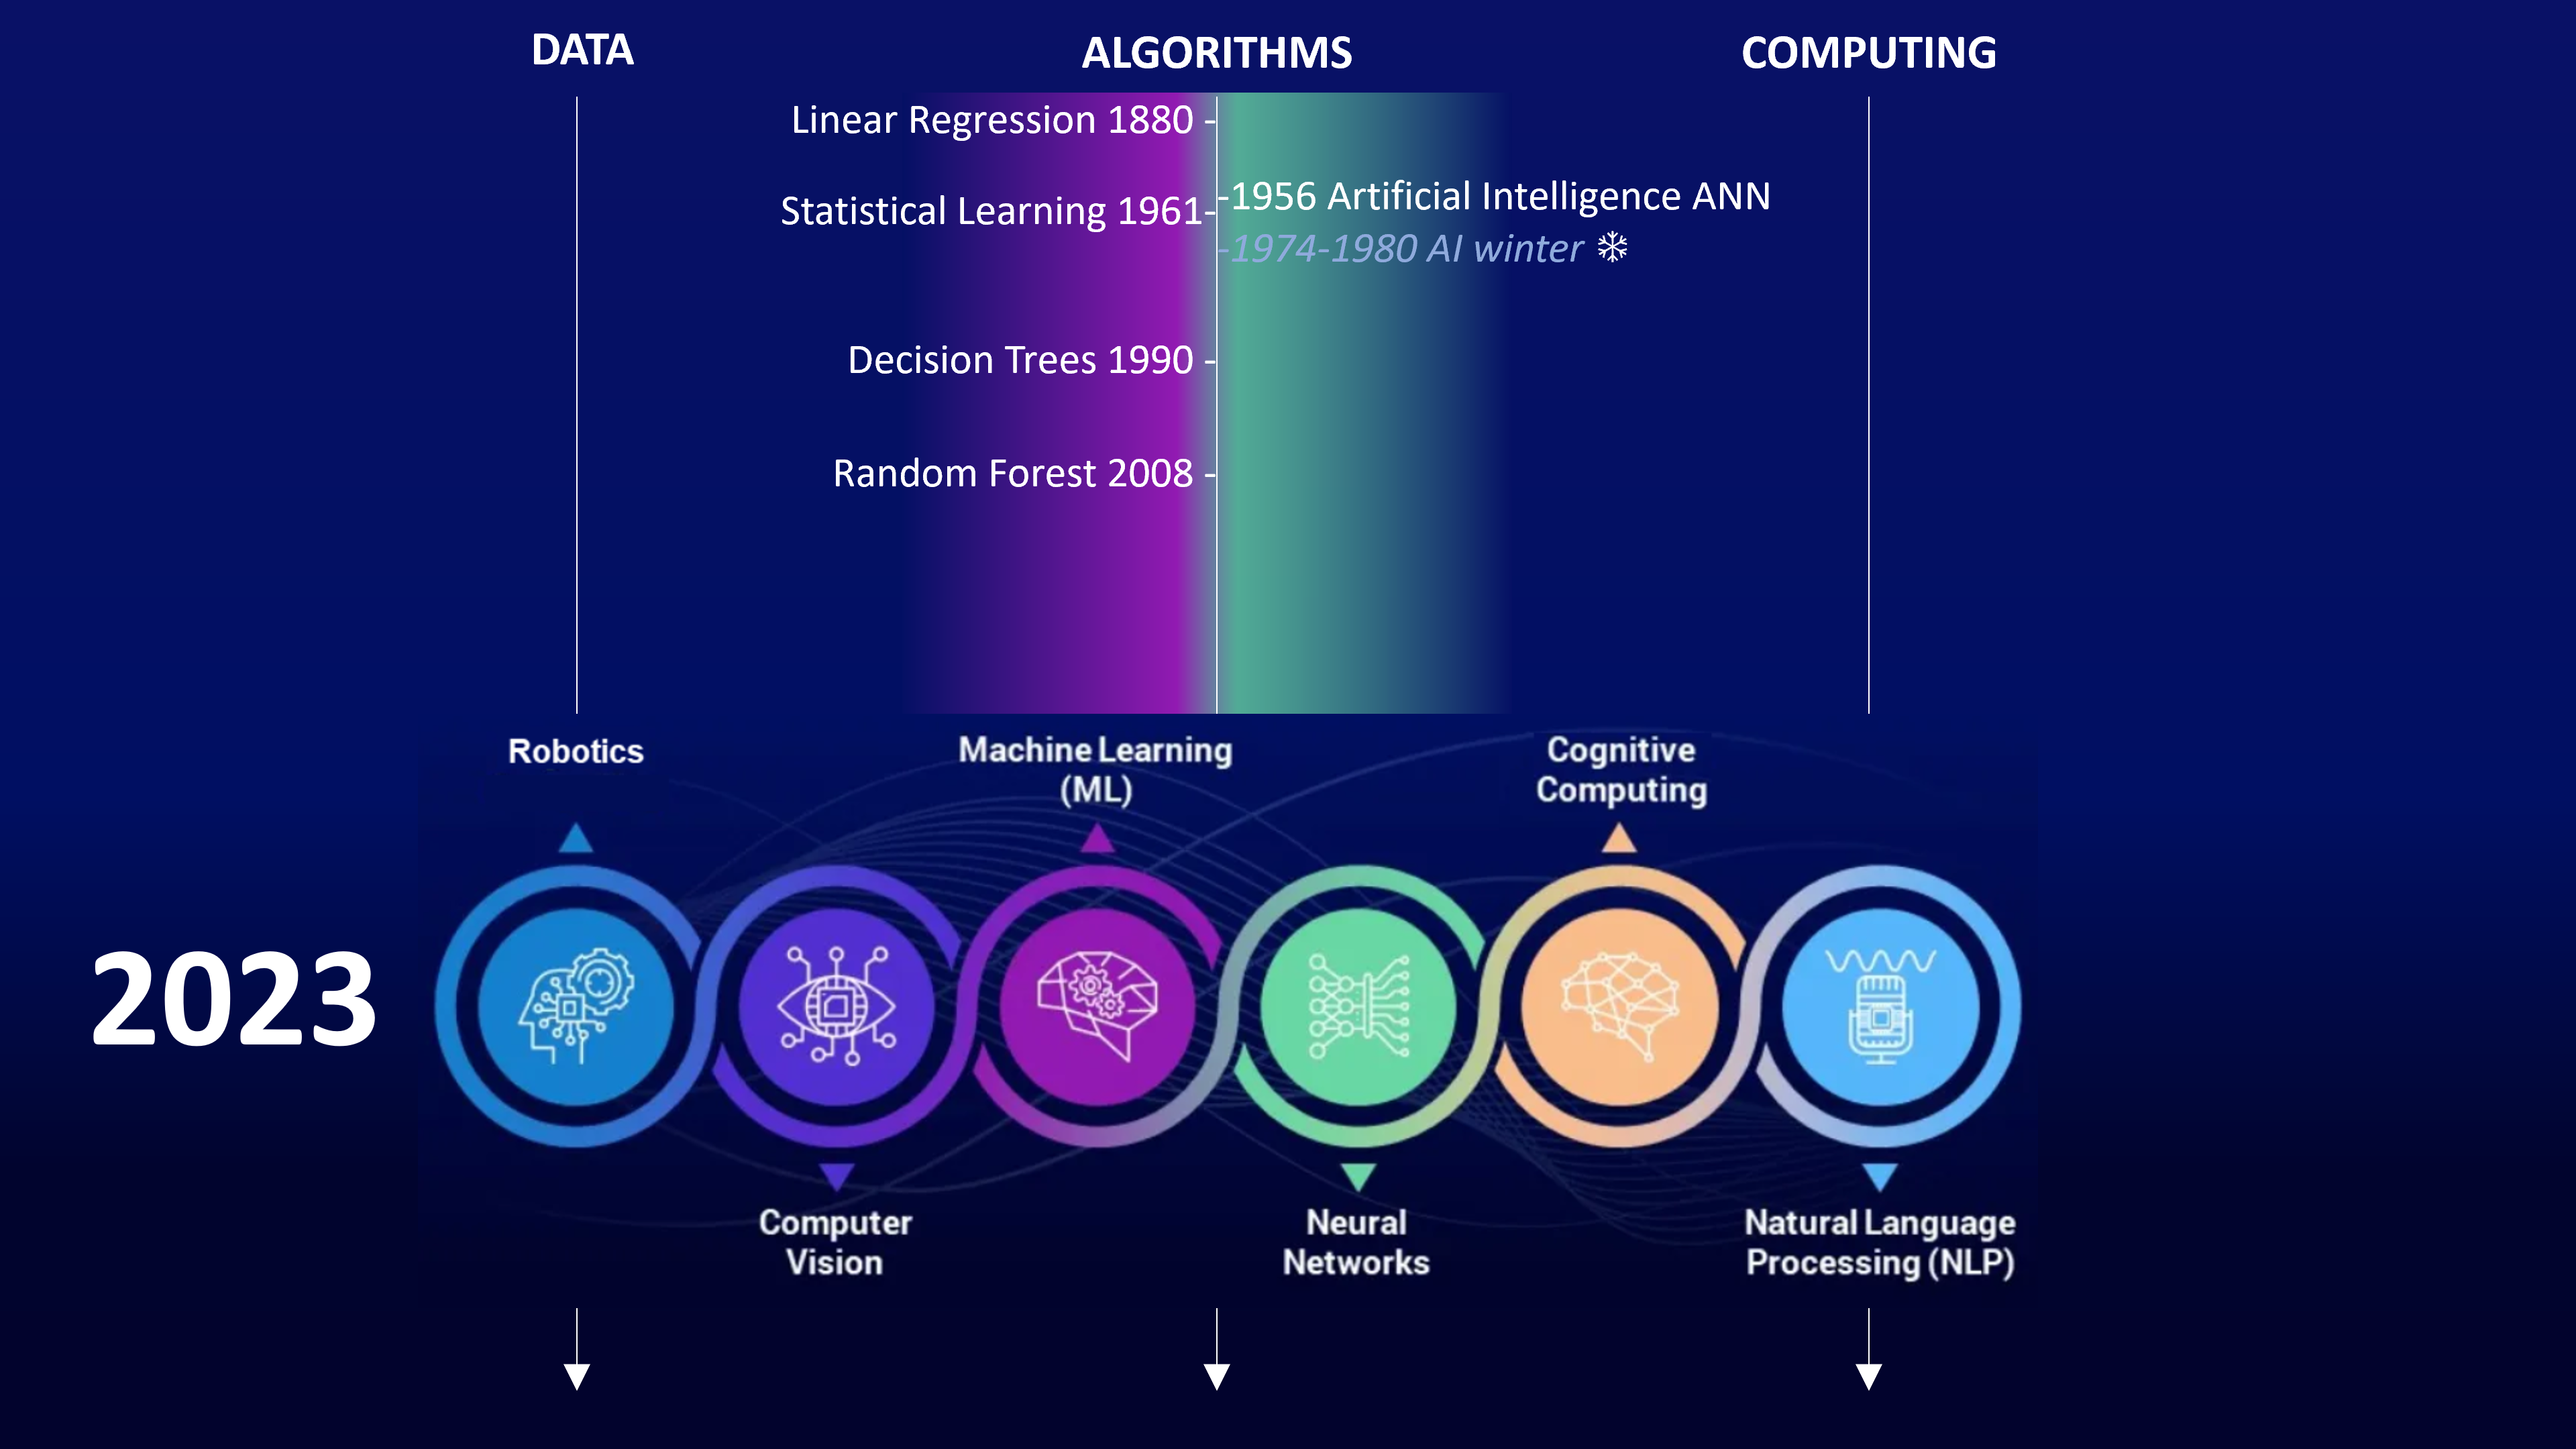 DATA
ALGORITHMS
COMPUTING
Linear Regression 1880 -
-1956 Artificial Intelligence ANN
Statistical Learning 1961-
-1974-1980 AI winter ❄
Decision Trees 1990 -
Random Forest 2008 -
Robotics
Machine Learning
(ML)
Cognitive
Computing
2023
Computer
Vision
Neural
Networks
Natural Language
Processing (NLP)